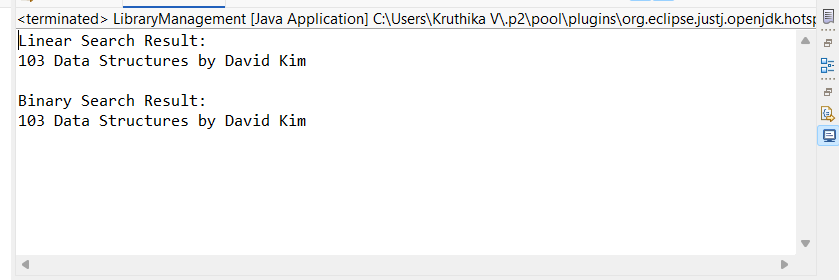 <terminated> LibraryManagement [Java Application] C:\Users\Kruthika V\.p2\pool\plugins\org.eclipse.justj.openjdk.hotsp
Linear Search Result:
103 Data Structures by David Kim
Binary Search Result:
103 Data Structures by David Kim